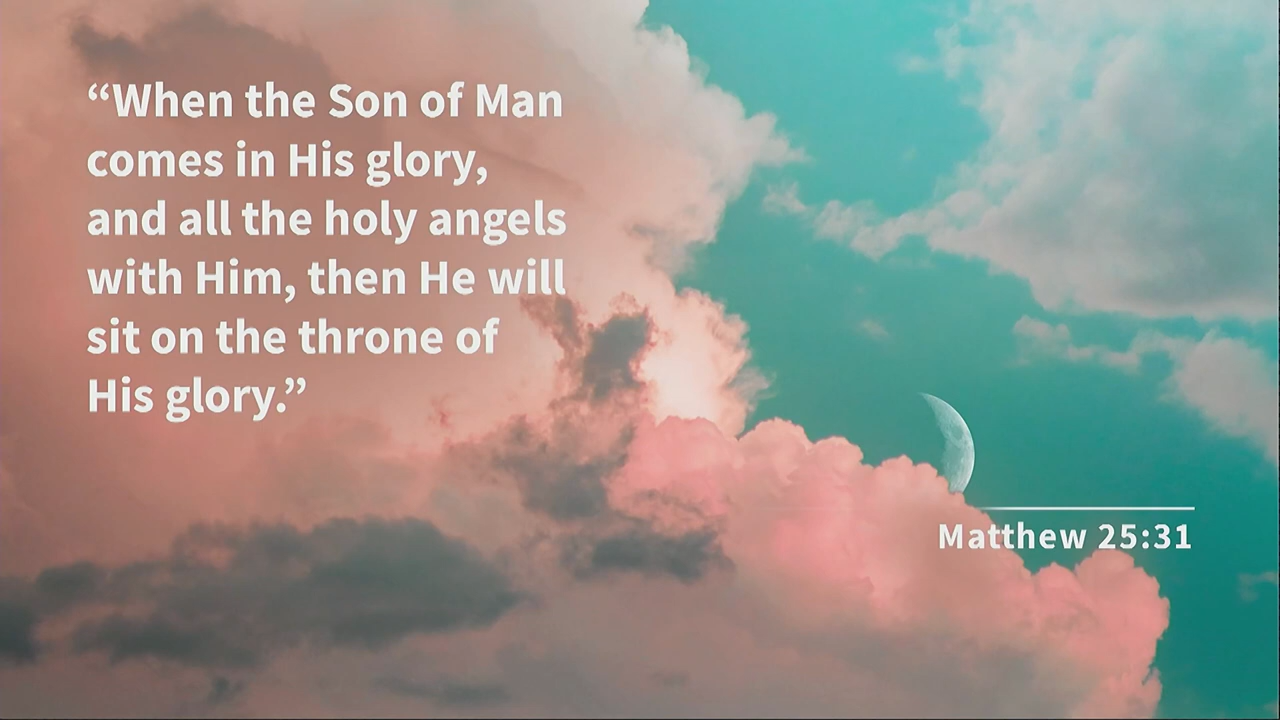 “When the Son of Man
comes in His glory,
and all the holy angels
with Him, then He will
sit on the throne of
His glory.”
Matthew 25:31